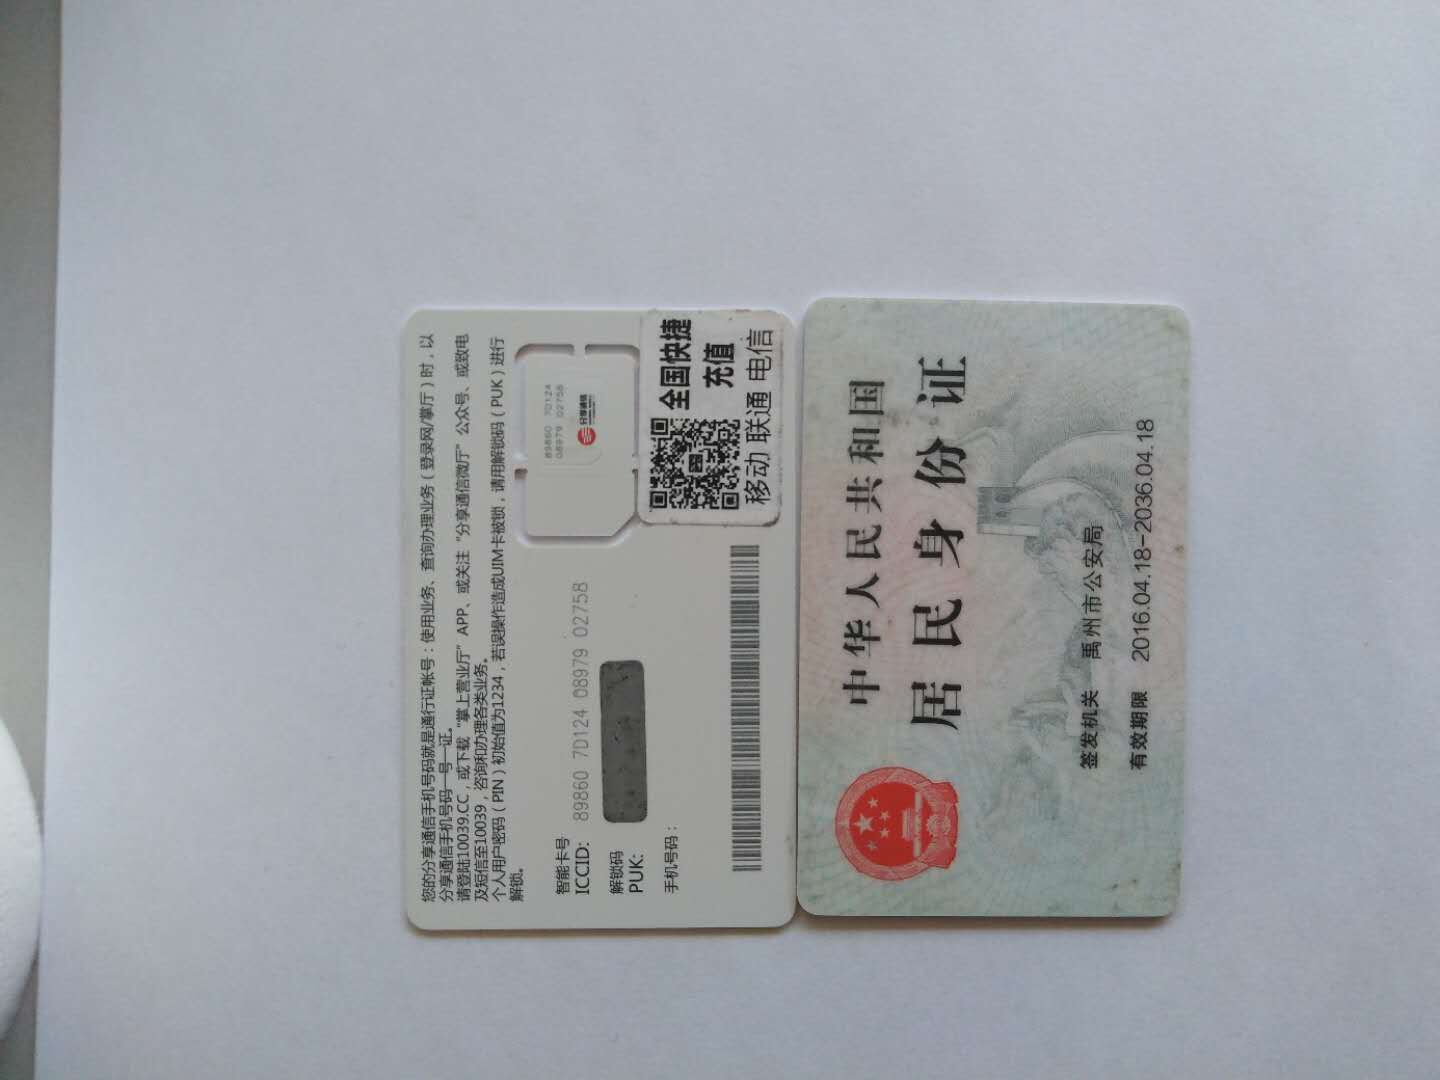 您的分享通信手机号码就是通行证帐号：使用业务、查询办理业务（登录网/掌厅）时，以
分享通信手机号码一号一证。
请登陆10039.CC，或下载“掌上营业厅”APP、或关注“分享通信微厅”公众号、或致电
及短信至10039，咨询和办理各类业务。
个人用户密码（PIN）初始值为1234，若误操作造成UIM卡被锁，请用解锁码（PUK）进行
解锁。
智能卡号
ICCID: 89860 7D124 08979 02758
解锁码
PUK:
手机号码：
89860 7D124
08979 02758
分享通信
全国快捷
充值
移动 联通 电信
中华人民共和国
居民身份证
签发机关 禹州市公安局
有效期限 2016.04.18-2036.04.18